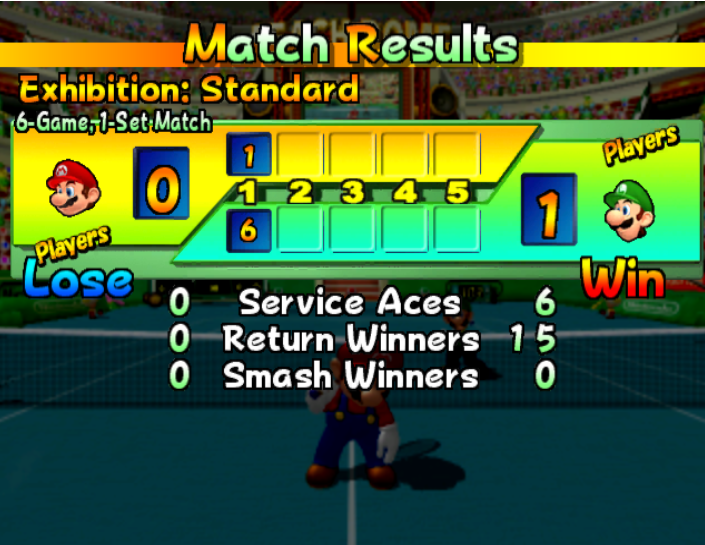 Match Results
Exhibition: Standard
6-Game, 1-Set Match
Players
0
1
1 2 3 4 5
6
1
Players
Lose
Win
0 Service Aces 6
0 Return Winners 15
0 Smash Winners 0